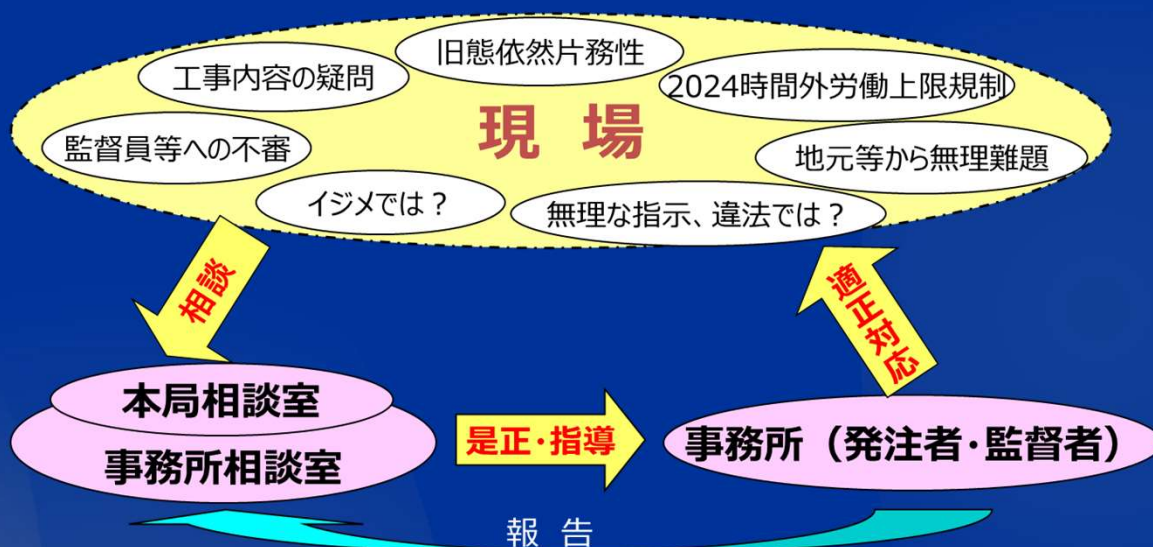 旧態依然片務性
工事内容の疑問
2024時間外労働上限規制
現 場
監督員等への不審
地元等から無理難題
イジメでは？
無理な指示、違法では？
相談
適正対応
本局相談室
事務所相談室
是正・指導
事務所（発注者・監督者）
報 告